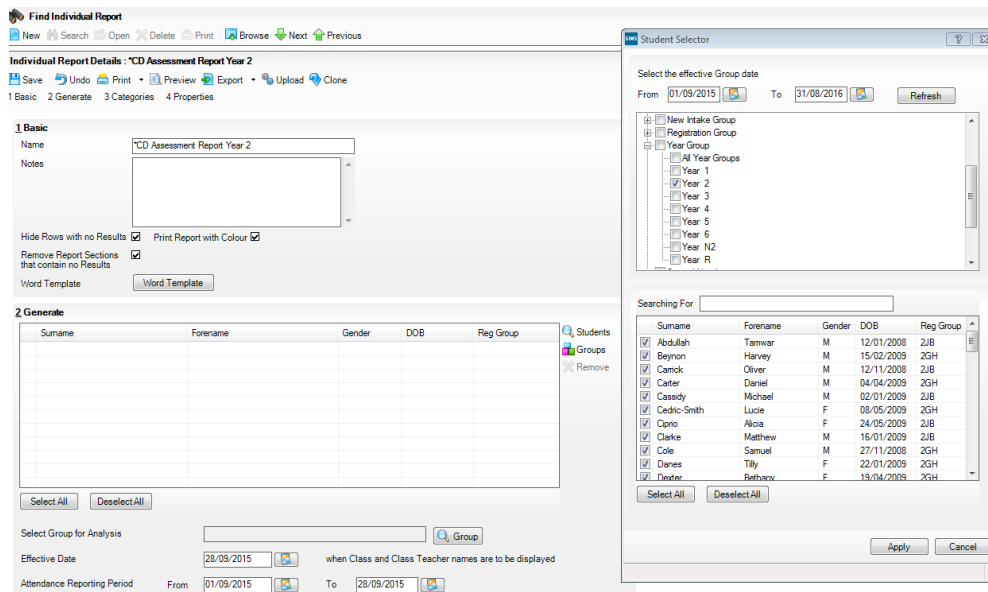 Find Individual Report
New Search Open Delete Print Browse Next Previous
Individual Report Details : *CD Assessment Report Year 2
Save Undo Print Preview Export Upload Clone
1 Basic 2 Generate 3 Categories 4 Properties
1 Basic
Name *CD Assessment Report Year 2
Notes
Hide Rows with no Results Print Report with Colour
Remove Report Sections
that contain no Results
Word Template Word Template
2 Generate
Surname Forename Gender DOB Reg Group
Students
Groups
Remove
Select All Deselect All
Select Group for Analysis Group
Effective Date 28/09/2015 when Class and Class Teacher names are to be displayed
Attendance Reporting Period From 01/09/2015 To 28/09/2015
SIMS Student Selector
Select the effective Group date
From 01/09/2015 To 31/08/2016 Refresh
New Intake Group
Registration Group
Year Group
All Year Groups
Year 1
Year 2
Year 3
Year 4
Year 5
Year 6
Year N2
Year R
Searching For
Surname Forename Gender DOB Reg Group
Abdullah Tamwar M 12/01/2008 2JB
Beynon Harvey M 15/02/2009 2GH
Carrick Oliver M 12/11/2008 2JB
Carter Daniel M 04/04/2009 2GH
Cassidy Michael M 02/01/2009 2JB
Cedric-Smith Lucie F 08/05/2009 2GH
Ciprio Alicia F 24/05/2009 2JB
Clarke Matthew M 16/01/2009 2JB
Cole Samuel M 27/11/2008 2GH
Danes Tilly F 22/01/2009 2GH
Dexter Bethany F 19/04/2009 2GH
Select All Deselect All
Apply Cancel